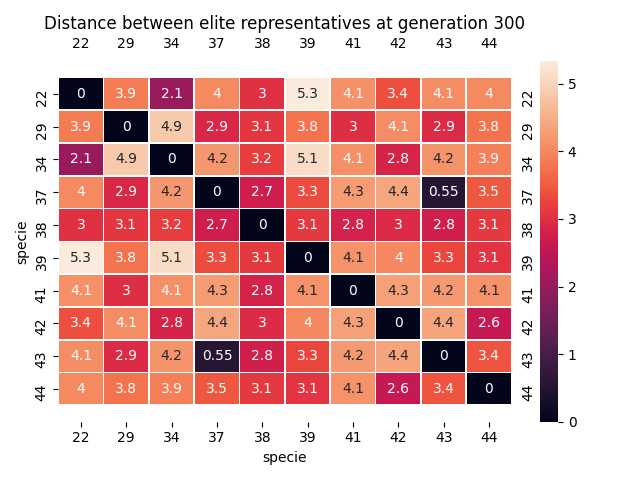 Distance between elite representatives at generation 300
22 29 34 37 38 39 41 42 43 44
22 0 3.9 2.1 4 3 5.3 4.1 3.4 4.1 4 22
29 3.9 0 4.9 2.9 3.1 3.8 3 4.1 2.9 3.8 29
34 2.1 4.9 0 4.2 3.2 5.1 4.1 2.8 4.2 3.9 34
37 4 2.9 4.2 0 2.7 3.3 4.3 4.4 0.55 3.5 37
38 3 3.1 3.2 2.7 0 3.1 2.8 3 2.8 3.1 38
39 5.3 3.8 5.1 3.3 3.1 0 4.1 4 3.3 3.1 39
41 4.1 3 4.1 4.3 2.8 4.1 0 4.3 4.2 4.1 41
42 3.4 4.1 2.8 4.4 3 4 4.3 0 4.4 2.6 42
43 4.1 2.9 4.2 0.55 2.8 3.3 4.2 4.4 0 3.4 43
44 4 3.8 3.9 3.5 3.1 3.1 4.1 2.6 3.4 0 44
22 29 34 37 38 39 41 42 43 44
specie
specie
5
4
3
2
1
0